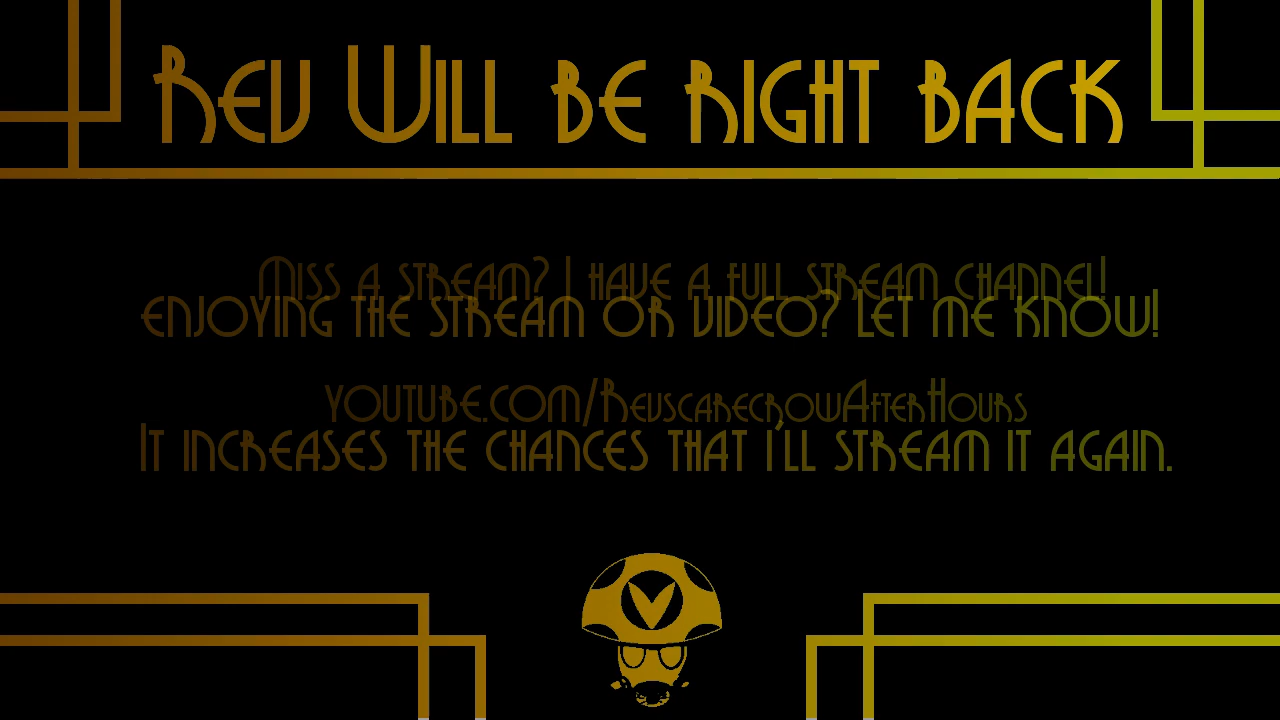 Rev Will be right back
Miss a stream? I have a full stream channel!
enjoying the stream or video? Let me know!
youtube.com/RevscarecrowAfterHours
It increases the chances that i'll stream it again.